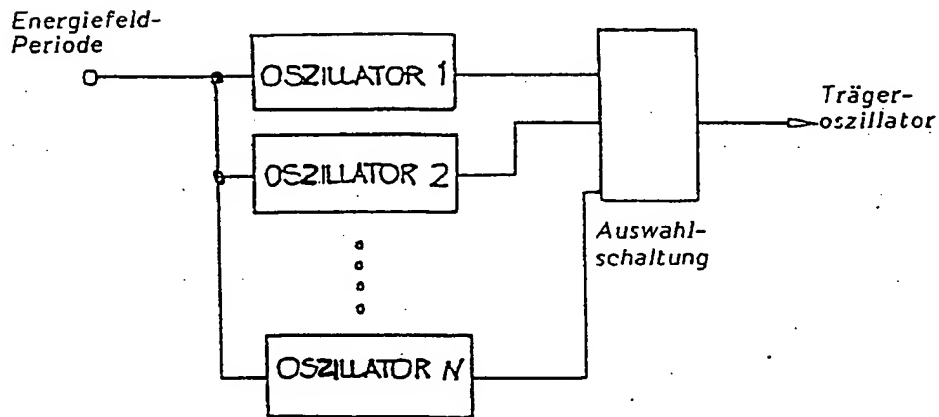 Energiefeld-
Periode
OSZILLATOR 1
OSZILLATOR 2
OSZILLATOR N
Auswahl-
schaltung
Träger-
oszillator